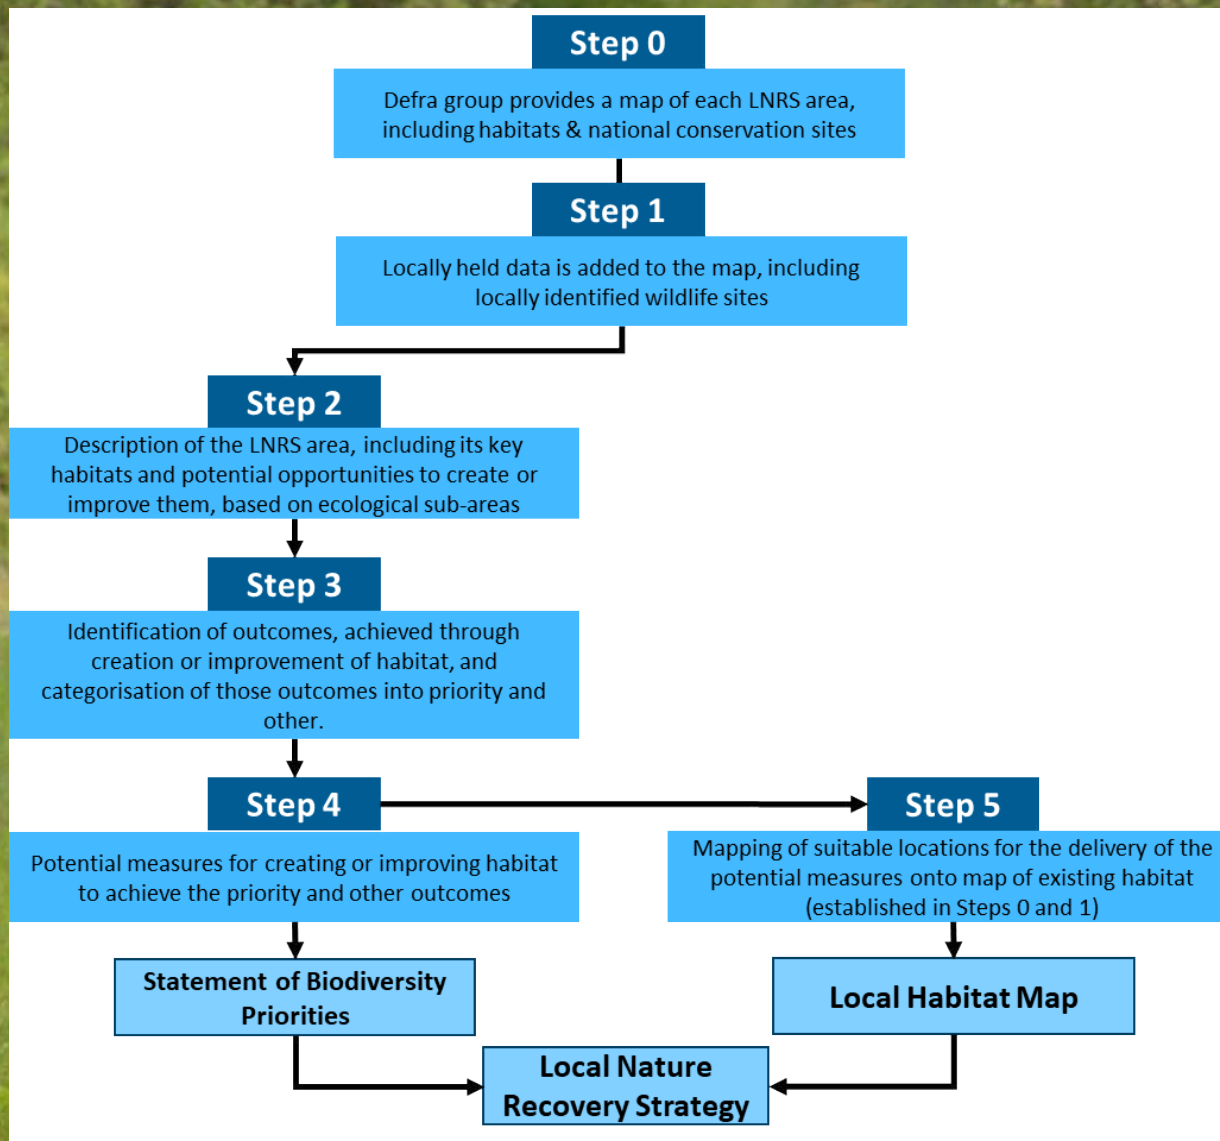 Step 0
Defra group provides a map of each LNRS area,
including habitats & national conservation sites
Step 1
Locally held data is added to the map, including
locally identified wildlife sites
Step 2
Description of the LNRS area, including its key
habitats and potential opportunities to create or
improve them, based on ecological sub-areas
Step 3
Identification of outcomes, achieved through
creation or improvement of habitat, and
categorisation of those outcomes into priority and
other.
Step 4
Potential measures for creating or improving habitat
to achieve the priority and other outcomes
Step 5
Mapping of suitable locations for the delivery of the
potential measures onto map of existing habitat
(established in Steps 0 and 1)
Statement of Biodiversity
Priorities
Local Habitat Map
Local Nature
Recovery Strategy